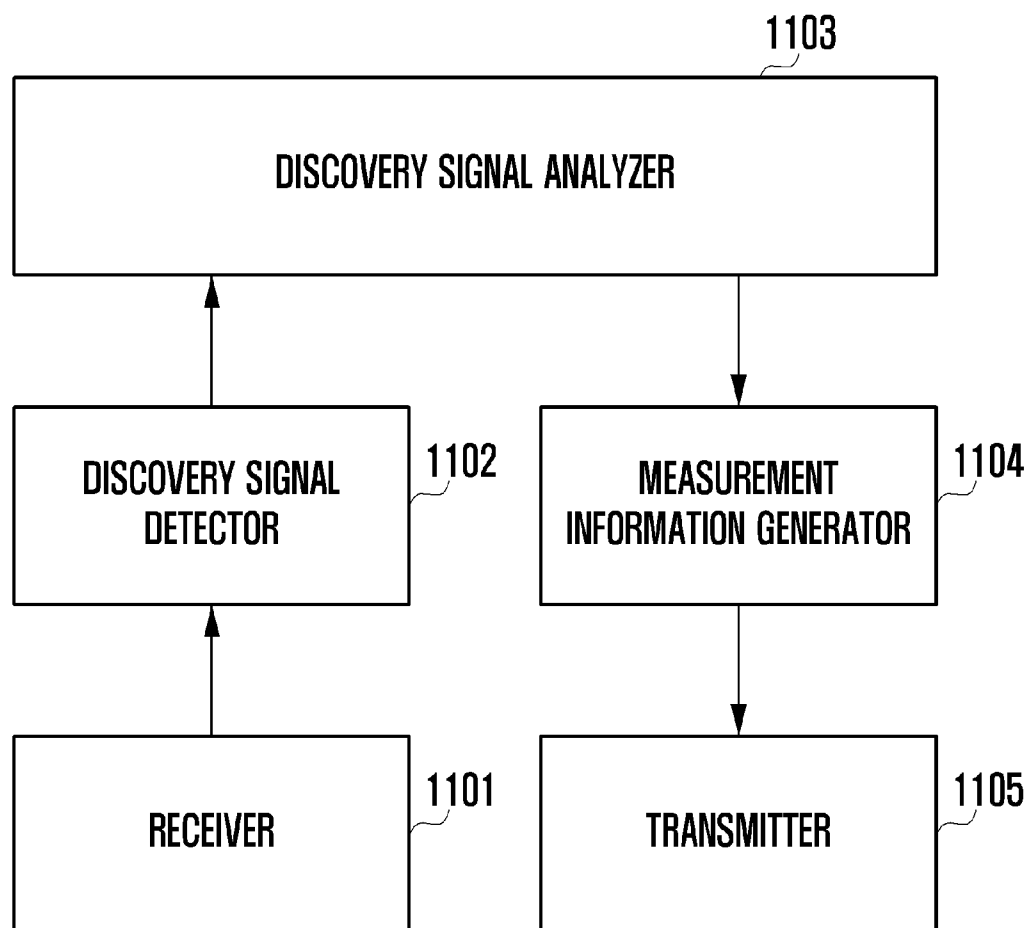 1103
DISCOVERY SIGNAL ANALYZER
DISCOVERY SIGNAL
DETECTOR
1102
MEASUREMENT
INFORMATION GENERATOR
1104
RECEIVER
1101
TRANSMITTER
1105